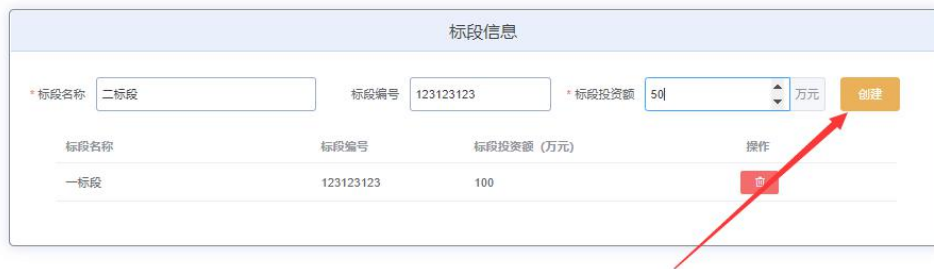 标段信息
*标段名称 二标段 标段编号 123123123 *标段投资额 50 万元 创建
标段名称 标段编号 标段投资额（万元） 操作
一标段 123123123 100